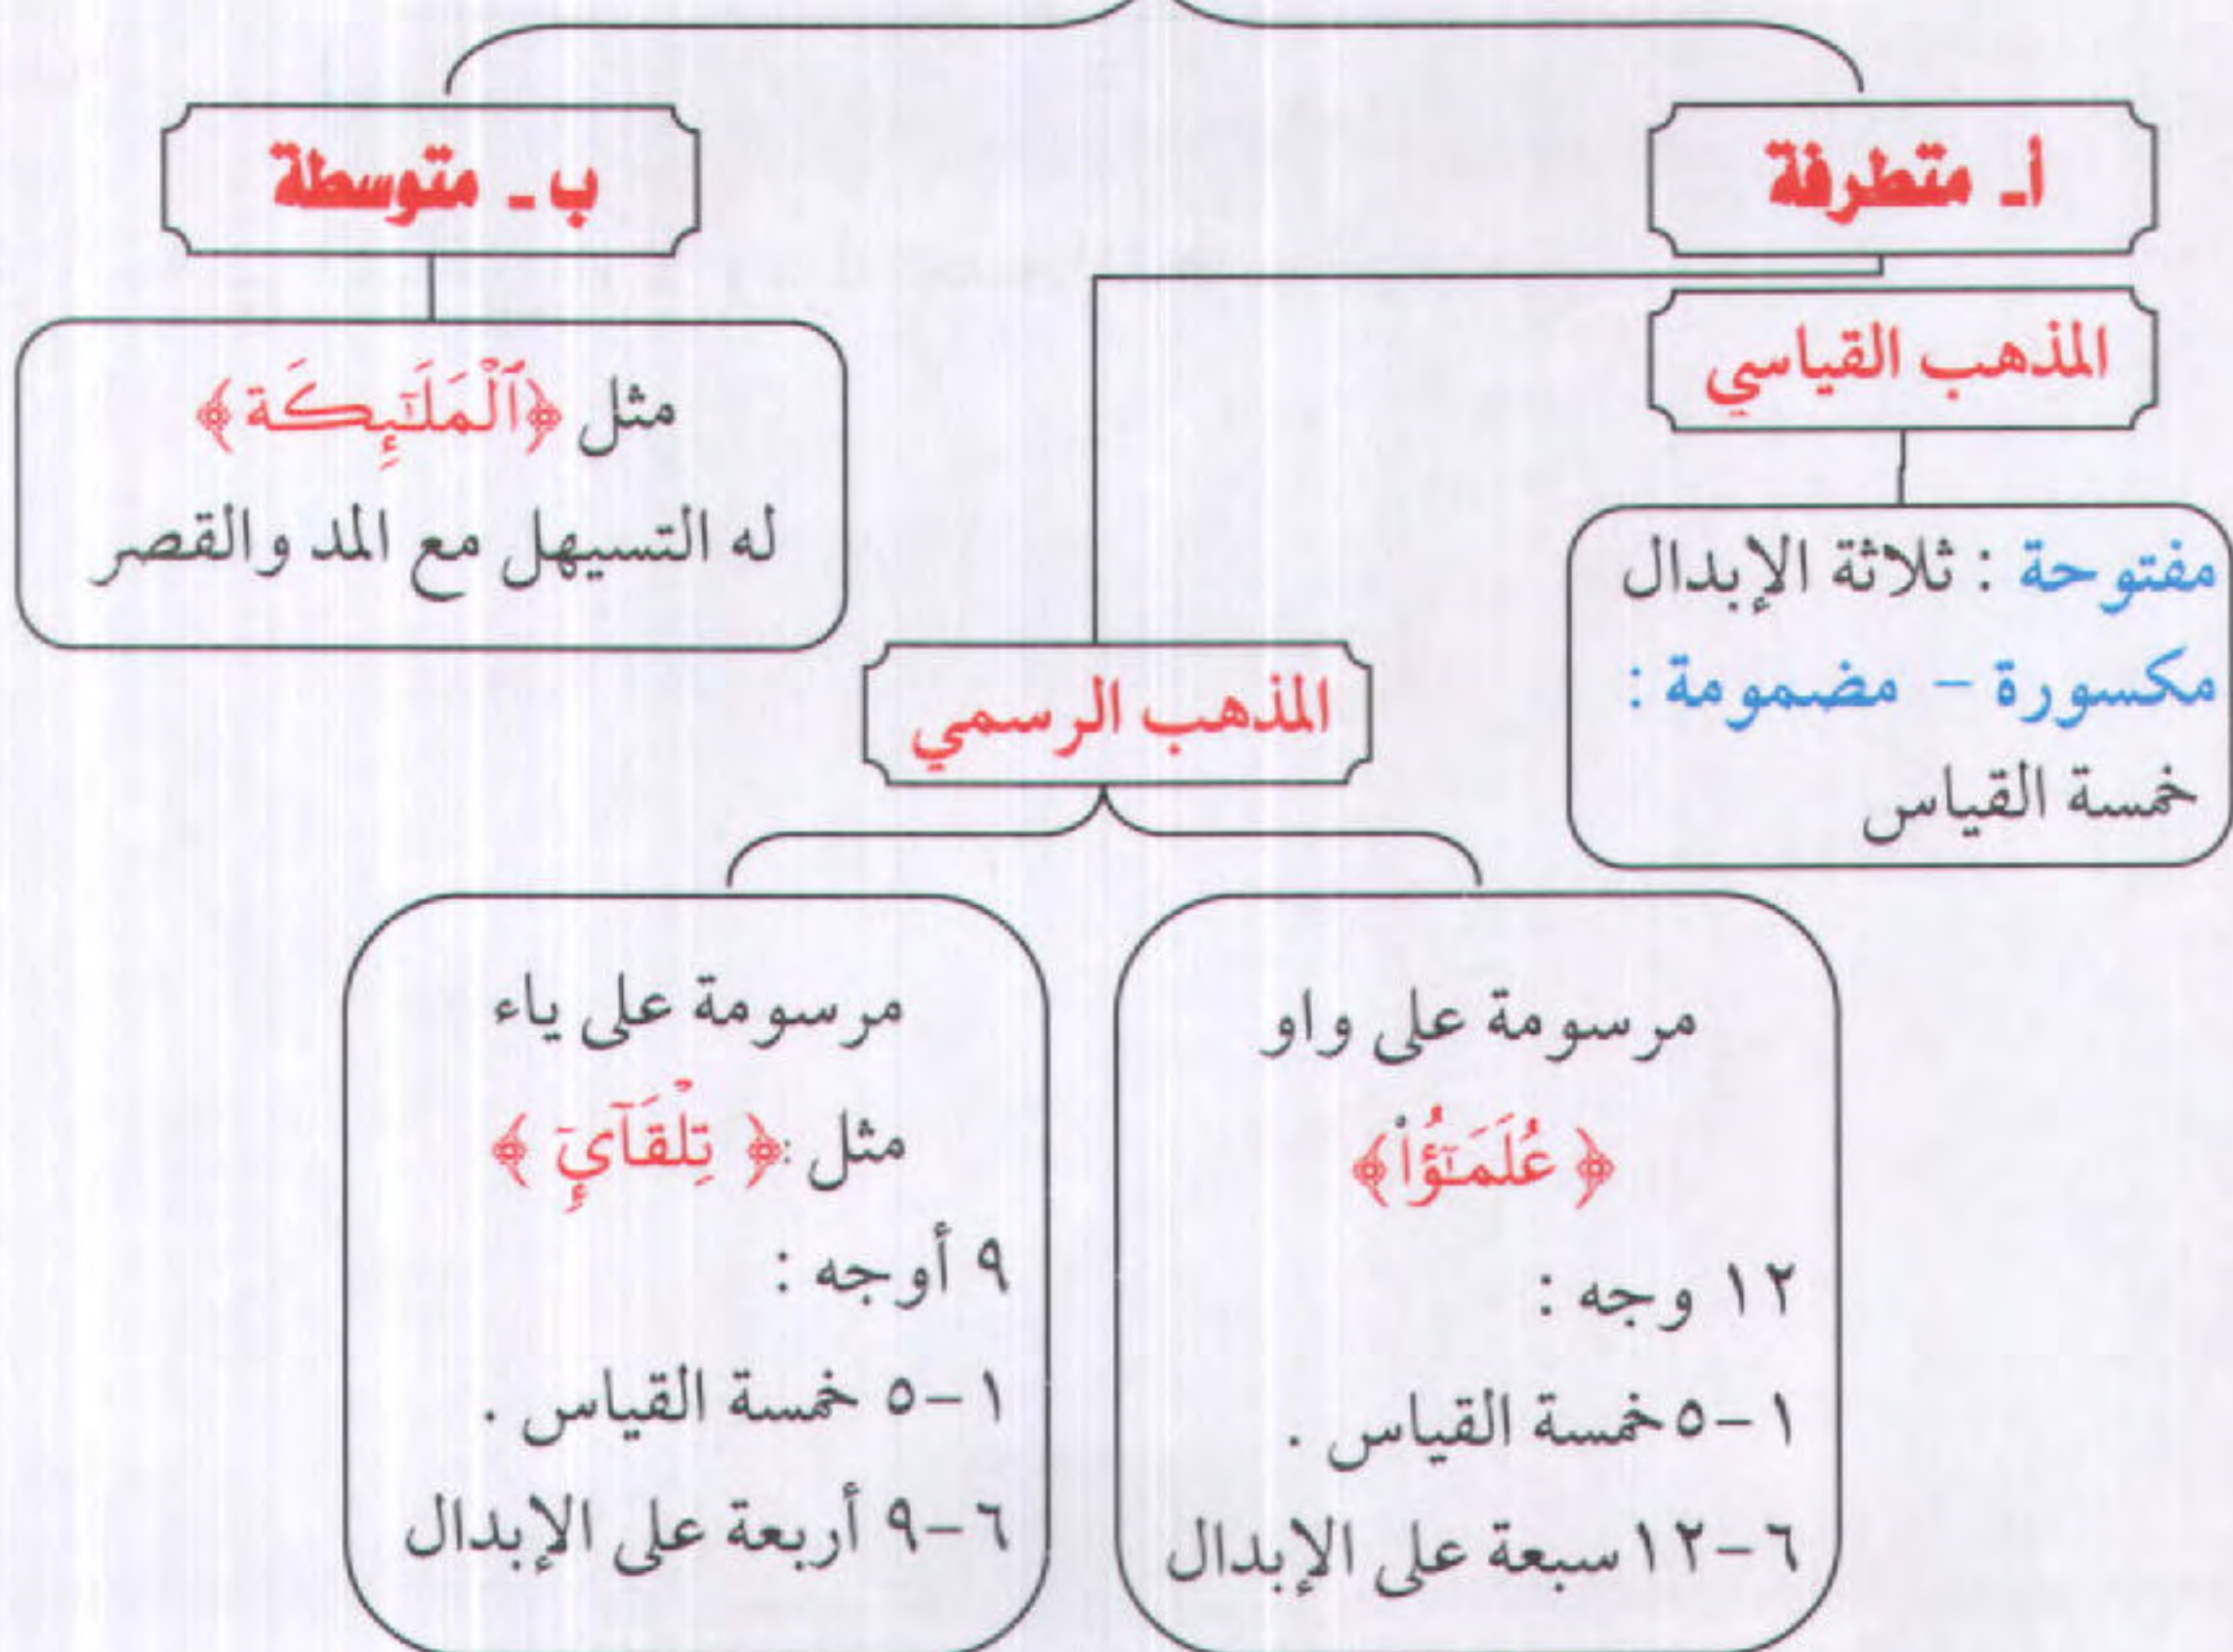 أ ـ متطرفة
ب ـ متوسطة
المذهب القياسي
مفتوحة : ثلاثة الإبدال
مكسورة – مضمومة :
خمسة القياس
مثل ﴿ٱلْمَلَـٰٓئِكَة﴾
له التسيهل مع المد والقصر
المذهب الرسمي
مرسومة على واو
﴿عُلَمَـٰٓؤُا۟﴾
١٢ وجه :
١ –٥ خمسة القياس .
٦–١٢ سبعة على الإبدال
مرسومة على ياء
مثل : ﴿ تِلْقَآئِ ﴾
٩ أوجه :
١ –٥ خمسة القياس .
٦–٩ أربعة على الإبدال